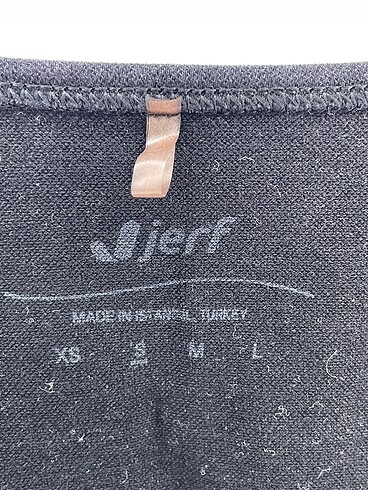 jerf
MADE IN ISTANBUL, TURKEY
XS S M L